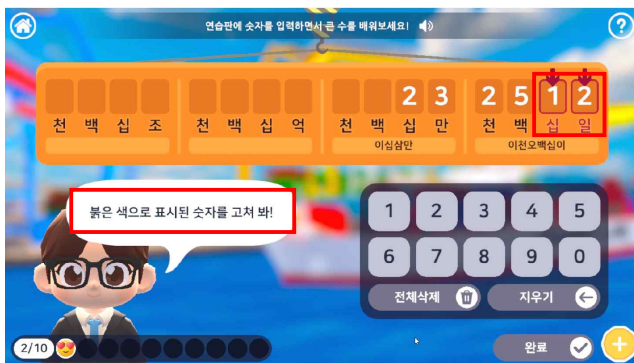 연습판에 숫자를 입력하면서 큰 수를 배워보세요!
?
2 3 2 5 1 2
천 백 십 조 천 백 십 억 천 백 십 만 천 백 십 일
이십삼만 이천오백십이
붉은 색으로 표시된 숫자를 고쳐 봐!
1 2 3 4 5
6 7 8 9 0
전체삭제 지우기
2/10 완료